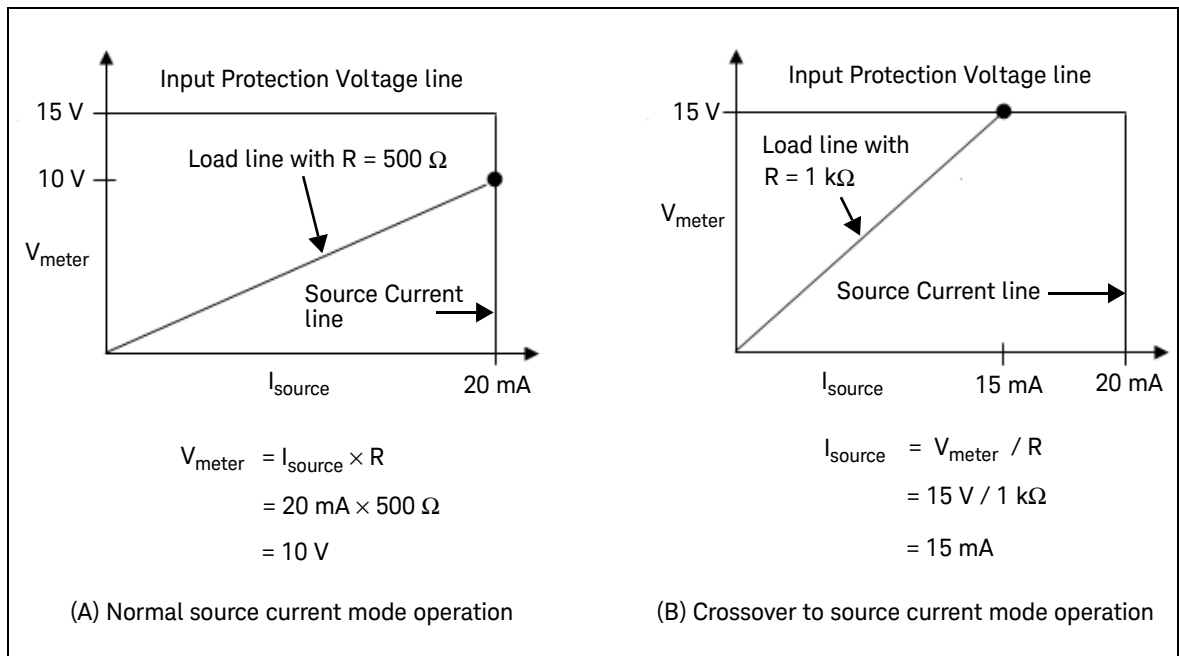 Input Protection Voltage line
15 V
Load line with R = 500 Ω
10 V
V_meter
Source Current
line
I_source
20 mA
V_meter = I_source × R
= 20 mA × 500 Ω
= 10 V
(A) Normal source current mode operation
Input Protection Voltage line
15 V
Load line with
R = 1 kΩ
V_meter
Source Current line
I_source
15 mA
20 mA
I_source = V_meter / R
= 15 V / 1 kΩ
= 15 mA
(B) Crossover to source current mode operation